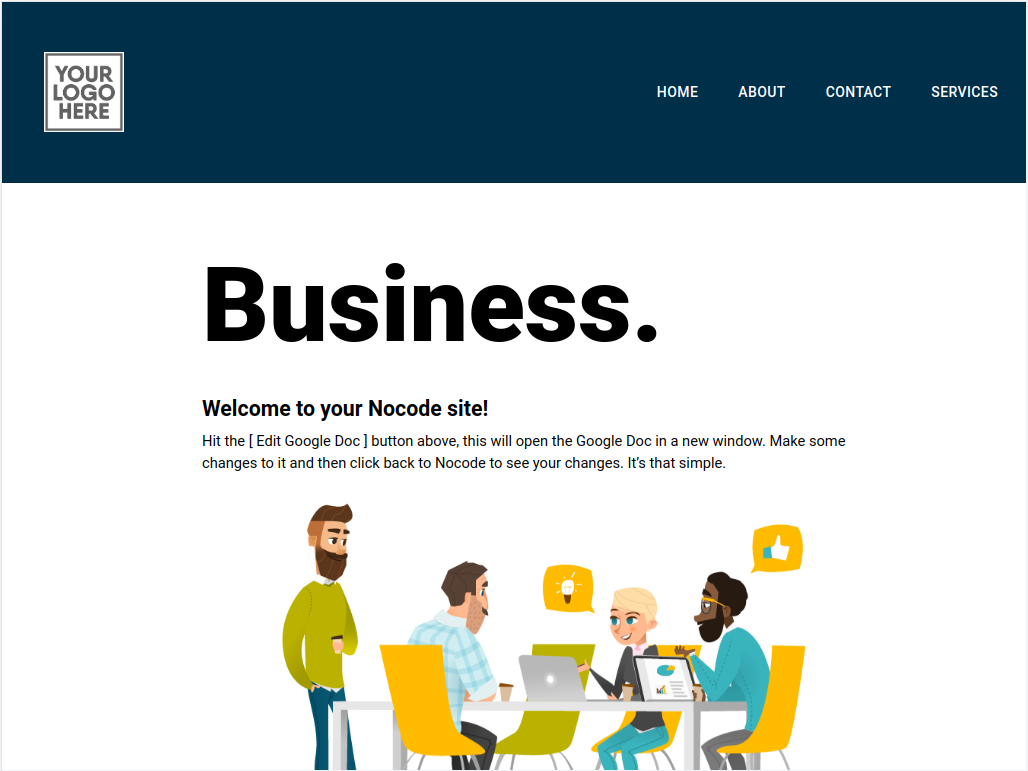 YOUR
LOGO
HERE
HOME ABOUT CONTACT SERVICES
Business.
Welcome to your Nocode site!
Hit the [ Edit Google Doc ] button above, this will open the Google Doc in a new window. Make some
changes to it and then click back to Nocode to see your changes. It’s that simple.